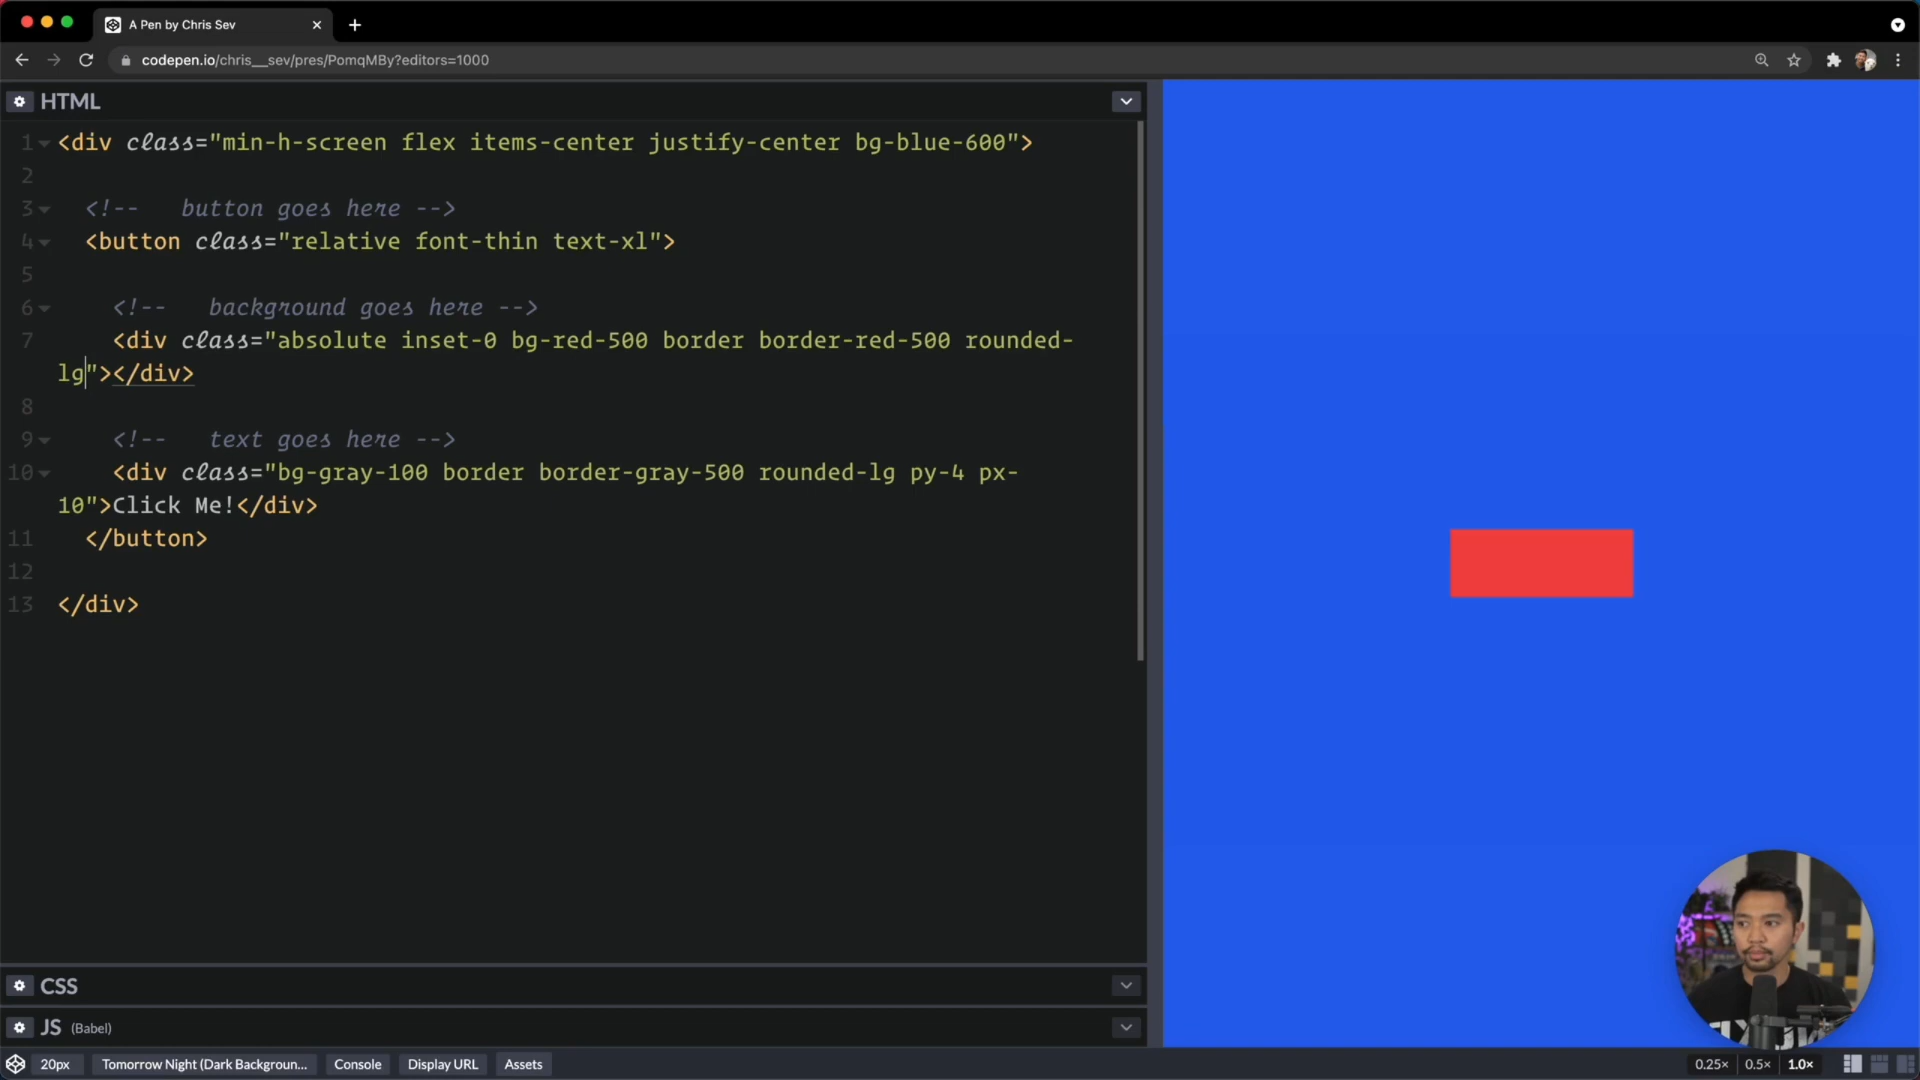 A Pen by Chris Sev
codepen.io/chris__sev/pres/PomqMBy?editors=1000
HTML
1 <div class="min-h-screen flex items-center justify-center bg-blue-600">
2
3 <!-- button goes here -->
4 <button class="relative font-thin text-xl">
5
6 <!-- background goes here -->
7 <div class="absolute inset-0 bg-red-500 border border-red-500 rounded-
lg"></div>
8
9 <!-- text goes here -->
10 <div class="bg-gray-100 border border-gray-500 rounded-lg py-4 px-
10">Click Me!</div>
11 </button>
12
13 </div>
CSS
JS (Babel)
20px Tomorrow Night (Dark Backgroun... Console Display URL Assets 0.25× 0.5× 1.0×